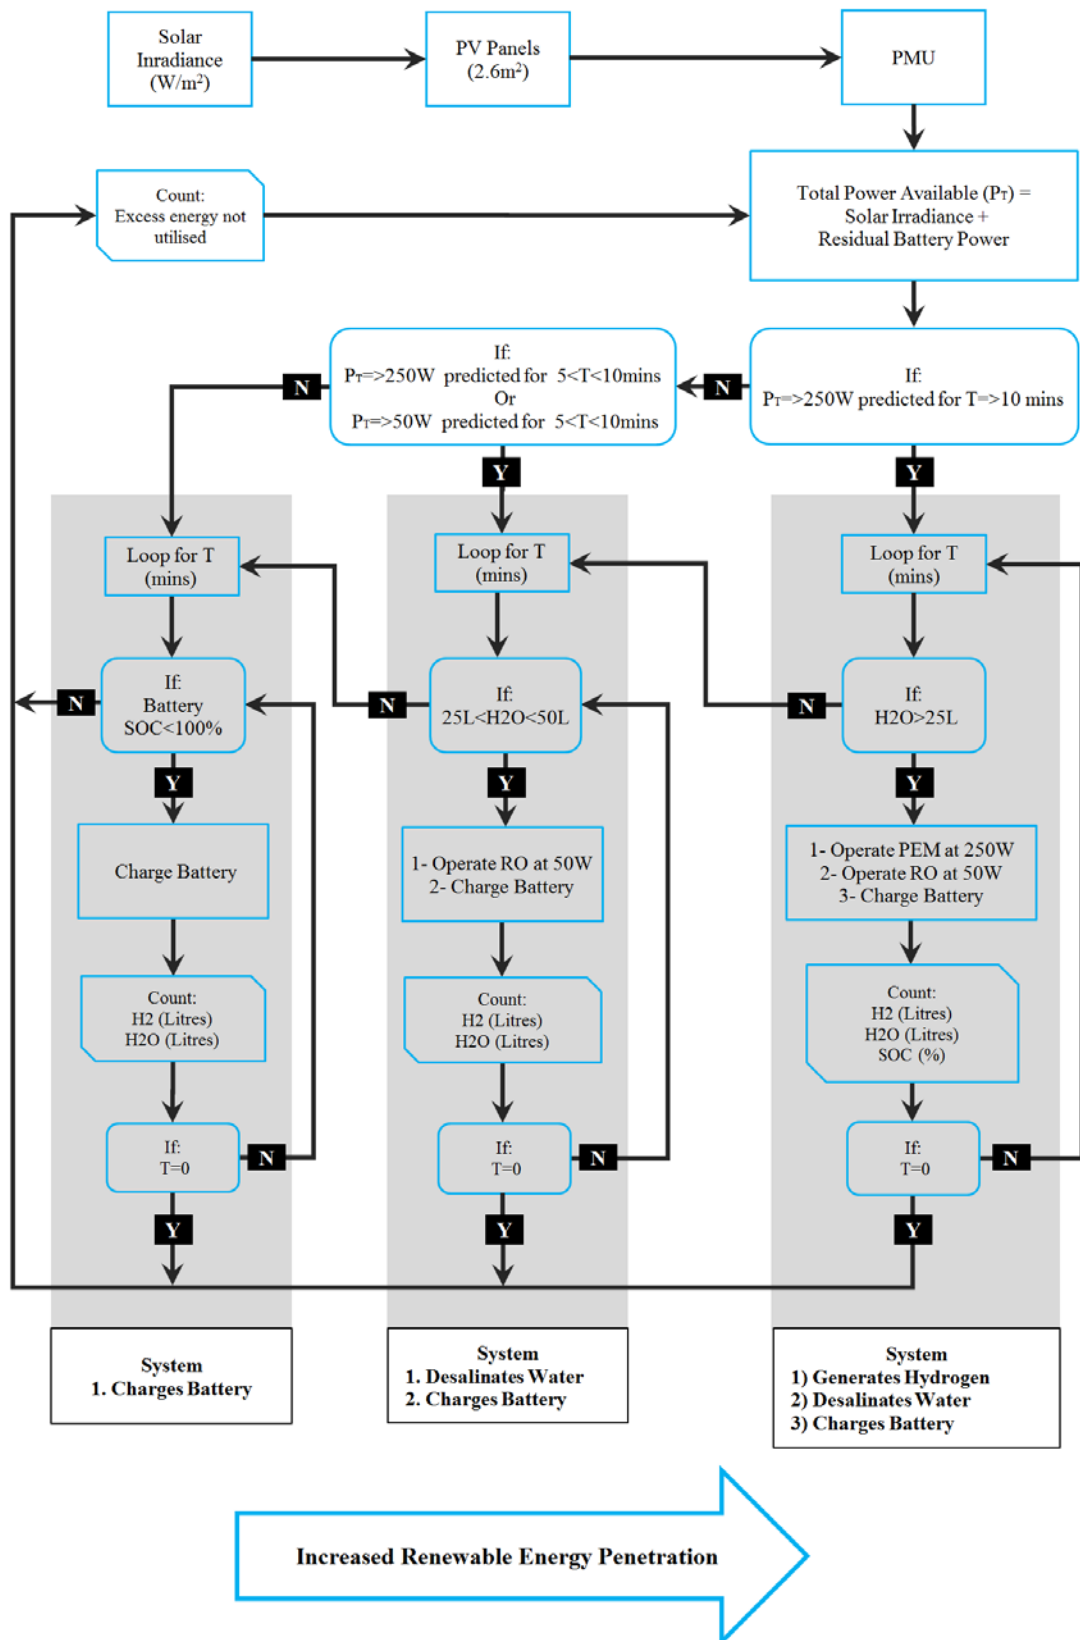 Solar
Irradiance
(W/m²)
PV Panels
(2.6m²)
PMU
Count:
Excess energy not
utilised
Total Power Available (PT) =
Solar Irradiance +
Residual Battery Power
If:
PT=>250W predicted for 5<T<10mins
Or
PT=>50W predicted for 5<T<10mins
N
N
If:
PT=>250W predicted for T=>10 mins
Y
Y
Loop for T
(mins)
Loop for T
(mins)
Loop for T
(mins)
If:
Battery
SOC<100%
N
If:
25L<H2O<50L
N
If:
H2O>25L
N
Y
Y
Y
Charge Battery
1- Operate RO at 50W
2- Charge Battery
1- Operate PEM at 250W
2- Operate RO at 50W
3- Charge Battery
Count:
H2 (Litres)
H2O (Litres)
Count:
H2 (Litres)
H2O (Litres)
Count:
H2 (Litres)
H2O (Litres)
SOC (%)
If:
T=0
N
If:
T=0
N
If:
T=0
N
Y
Y
Y
System
1. Charges Battery
System
1. Desalinates Water
2. Charges Battery
System
1) Generates Hydrogen
2) Desalinates Water
3) Charges Battery
Increased Renewable Energy Penetration